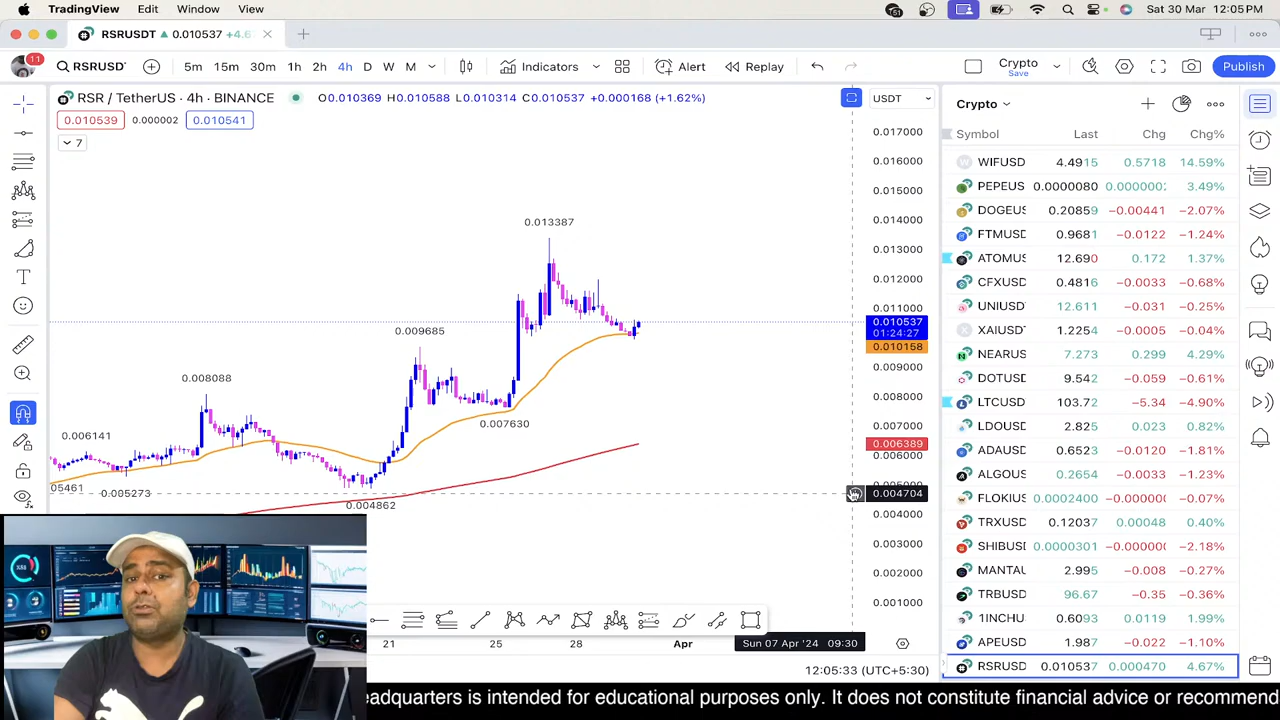 TradingView Edit Window View Sat 30 Mar 12:05 PM
RSRUSDT ▲ 0.010537 +4.6
11 RSRUSD 5m 15m 30m 1h 2h 4h D W M Indicators Alert Replay Crypto Save Publish
RSR / TetherUS · 4h · BINANCE O0.010369 H0.010588 L0.010314 C0.010537 +0.000168 (+1.62%) USDT
0.010539 0.000002 0.010541
7
0.017000
0.016000
0.015000
0.014000
0.013000
0.012000
0.011000
0.010537
01:24:27
0.010158
0.009000
0.008000
0.007000
0.006389
0.006000
0.004704
0.004000
0.003000
0.002000
0.001000
0.013387
0.009685
0.008088
0.007630
0.006141
05461
0.005273
0.004862
21 25 28 Apr Sun 07 Apr '24 09:30
12:05:33 (UTC+5:30)
Crypto
Symbol Last Chg Chg%
WIFUSD 4.4915 0.5718 14.59%
PEPEUS 0.0000080 0.0000002 3.49%
DOGEUS 0.20859 −0.00441 −2.07%
FTMUSD 0.9681 −0.0122 −1.24%
ATOMUS 12.690 0.172 1.37%
CFXUSD 0.4816 −0.0033 −0.68%
UNIUSD 12.611 −0.031 −0.25%
XAIUSDT 1.2254 −0.0005 −0.04%
NEARUS 7.273 0.299 4.29%
DOTUSD 9.542 −0.059 −0.61%
LTCUSD 103.72 −5.34 −4.90%
LDOUSD 2.825 0.023 0.82%
ADAUSD 0.6523 −0.0120 −1.81%
ALGOUS 0.2654 −0.0033 −1.23%
FLOKIUS 0.0002400 −0.000000 −0.07%
TRXUSD 0.12037 0.00048 0.40%
SHIBUS 0.0000301 −0.000000 −2.18%
MANTAU 2.995 −0.008 −0.27%
TRBUSD 96.67 −0.35 −0.36%
1INCHU 0.6093 0.0119 1.99%
APEUSD 1.987 −0.022 −1.10%
RSRUSD 0.010537 0.000470 4.67%
eadquarters is intended for educational purposes only. It does not constitute financial advice or recommend